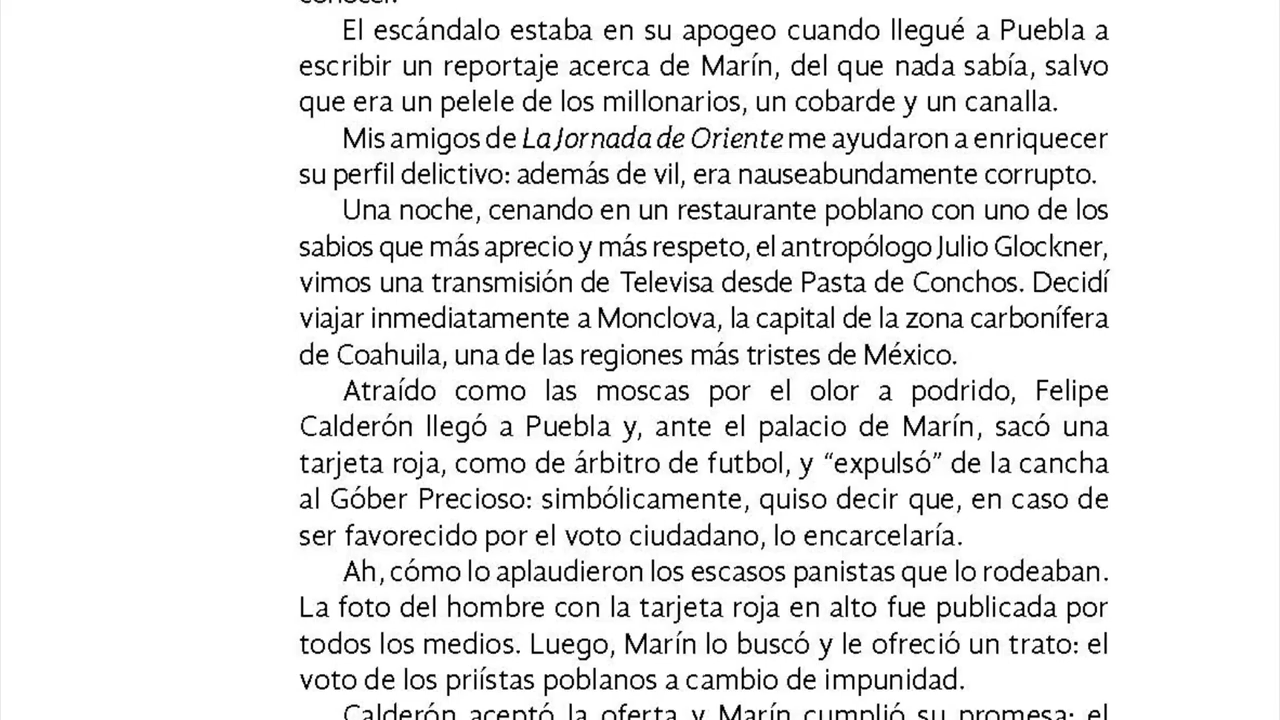 conocer.
El escándalo estaba en su apogeo cuando llegué a Puebla a
escribir un reportaje acerca de Marín, del que nada sabía, salvo
que era un pelele de los millonarios, un cobarde y un canalla.
Mis amigos de La Jornada de Oriente me ayudaron a enriquecer
su perfil delictivo: además de vil, era nauseabundamente corrupto.
Una noche, cenando en un restaurante poblano con uno de los
sabios que más aprecio y más respeto, el antropólogo Julio Glockner,
vimos una transmisión de Televisa desde Pasta de Conchos. Decidí
viajar inmediatamente a Monclova, la capital de la zona carbonífera
de Coahuila, una de las regiones más tristes de México.
Atraído como las moscas por el olor a podrido, Felipe
Calderón llegó a Puebla y, ante el palacio de Marín, sacó una
tarjeta roja, como de árbitro de futbol, y “expulsó” de la cancha
al Góber Precioso: simbólicamente, quiso decir que, en caso de
ser favorecido por el voto ciudadano, lo encarcelaría.
Ah, cómo lo aplaudieron los escasos panistas que lo rodeaban.
La foto del hombre con la tarjeta roja en alto fue publicada por
todos los medios. Luego, Marín lo buscó y le ofreció un trato: el
voto de los priístas poblanos a cambio de impunidad.
Calderón aceptó la oferta y Marín cumplió su promesa: el